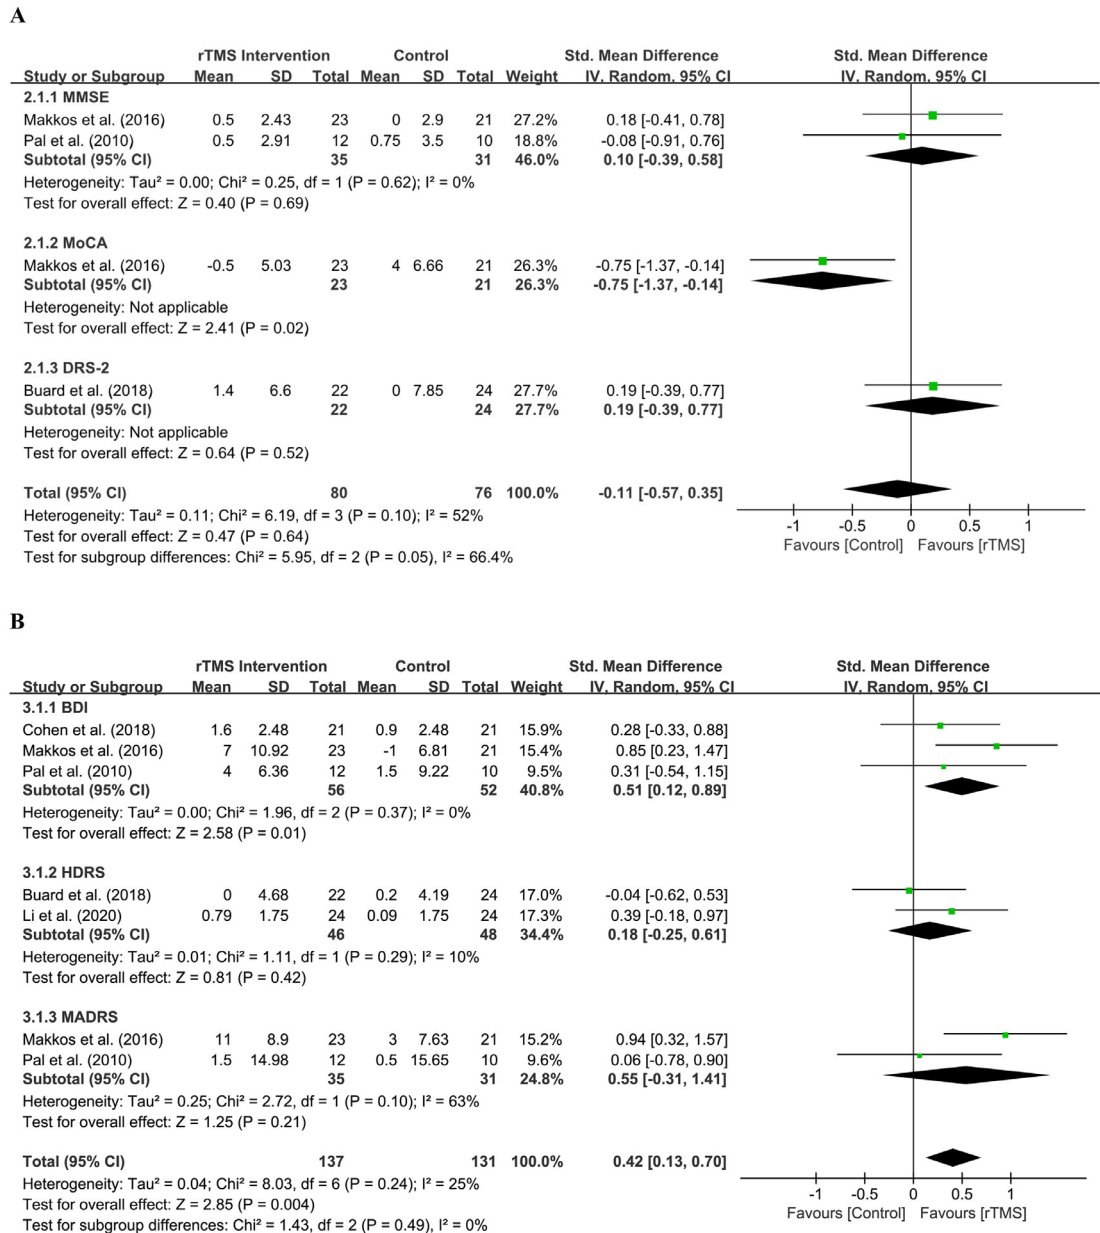 A
rTMS Intervention Control Std. Mean Difference Std. Mean Difference
Study or Subgroup Mean SD Total Mean SD Total Weight IV, Random, 95% CI IV, Random, 95% CI
2.1.1 MMSE
Makkos et al. (2016) 0.5 2.43 23 0 2.9 21 27.2% 0.18 [-0.41, 0.78]
Pal et al. (2010) 0.5 2.91 12 0.75 3.5 10 18.8% -0.08 [-0.91, 0.76]
Subtotal (95% CI) 35 31 46.0% 0.10 [-0.39, 0.58]
Heterogeneity: Tau² = 0.00; Chi² = 0.25, df = 1 (P = 0.62); I² = 0%
Test for overall effect: Z = 0.40 (P = 0.69)
2.1.2 MoCA
Makkos et al. (2016) -0.5 5.03 23 4 6.66 21 26.3% -0.75 [-1.37, -0.14]
Subtotal (95% CI) 23 21 26.3% -0.75 [-1.37, -0.14]
Heterogeneity: Not applicable
Test for overall effect: Z = 2.41 (P = 0.02)
2.1.3 DRS-2
Buard et al. (2018) 1.4 6.6 22 0 7.85 24 27.7% 0.19 [-0.39, 0.77]
Subtotal (95% CI) 22 24 27.7% 0.19 [-0.39, 0.77]
Heterogeneity: Not applicable
Test for overall effect: Z = 0.64 (P = 0.52)
Total (95% CI) 80 76 100.0% -0.11 [-0.57, 0.35]
Heterogeneity: Tau² = 0.11; Chi² = 6.19, df = 3 (P = 0.10); I² = 52%
Test for overall effect: Z = 0.47 (P = 0.64)
Test for subgroup differences: Chi² = 5.95, df = 2 (P = 0.05), I² = 66.4%
-1 -0.5 0 0.5 1
Favours [Control] Favours [rTMS]
B
rTMS Intervention Control Std. Mean Difference Std. Mean Difference
Study or Subgroup Mean SD Total Mean SD Total Weight IV, Random, 95% CI IV, Random, 95% CI
3.1.1 BDI
Cohen et al. (2018) 1.6 2.48 21 0.9 2.48 21 15.9% 0.28 [-0.33, 0.88]
Makkos et al. (2016) 7 10.92 23 -1 6.81 21 15.4% 0.85 [0.23, 1.47]
Pal et al. (2010) 4 6.36 12 1.5 9.22 10 9.5% 0.31 [-0.54, 1.15]
Subtotal (95% CI) 56 52 40.8% 0.51 [0.12, 0.89]
Heterogeneity: Tau² = 0.00; Chi² = 1.96, df = 2 (P = 0.37); I² = 0%
Test for overall effect: Z = 2.58 (P = 0.01)
3.1.2 HDRS
Buard et al. (2018) 0 4.68 22 0.2 4.19 24 17.0% -0.04 [-0.62, 0.53]
Li et al. (2020) 0.79 1.75 24 0.09 1.75 24 17.3% 0.39 [-0.18, 0.97]
Subtotal (95% CI) 46 48 34.4% 0.18 [-0.25, 0.61]
Heterogeneity: Tau² = 0.01; Chi² = 1.11, df = 1 (P = 0.29); I² = 10%
Test for overall effect: Z = 0.81 (P = 0.42)
3.1.3 MADRS
Makkos et al. (2016) 11 8.9 23 3 7.63 21 15.2% 0.94 [0.32, 1.57]
Pal et al. (2010) 1.5 14.98 12 0.5 15.65 10 9.6% 0.06 [-0.78, 0.90]
Subtotal (95% CI) 35 31 24.8% 0.55 [-0.31, 1.41]
Heterogeneity: Tau² = 0.25; Chi² = 2.72, df = 1 (P = 0.10); I² = 63%
Test for overall effect: Z = 1.25 (P = 0.21)
Total (95% CI) 137 131 100.0% 0.42 [0.13, 0.70]
Heterogeneity: Tau² = 0.04; Chi² = 8.03, df = 6 (P = 0.24); I² = 25%
Test for overall effect: Z = 2.85 (P = 0.004)
Test for subgroup differences: Chi² = 1.43, df = 2 (P = 0.49), I² = 0%
-1 -0.5 0 0.5 1
Favours [Control] Favours [rTMS]